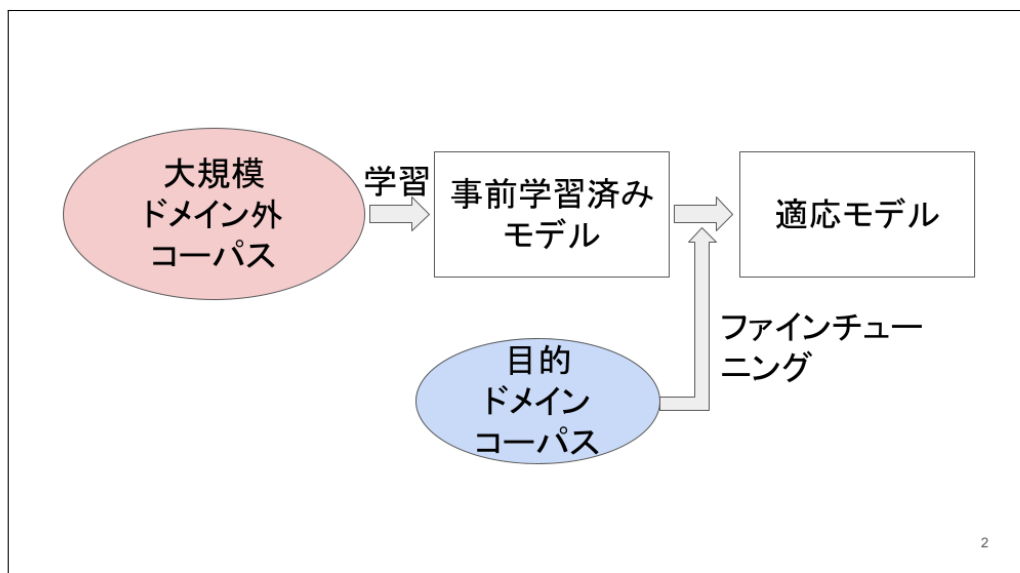 大規模
ドメイン外
コーパス
学習
事前学習済み
モデル
適応モデル
目的
ドメイン
コーパス
ファインチュー
ニング
2